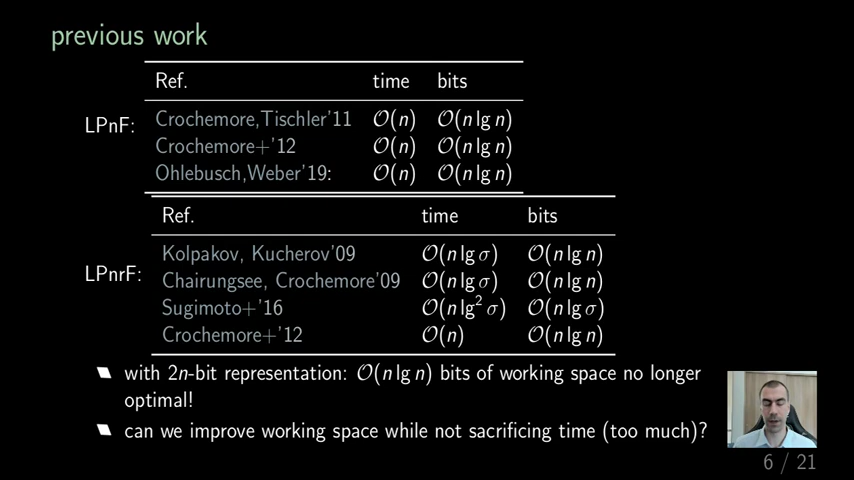 previous work
Ref. time bits
LPnF:
Crochemore,Tischler'11 𝒪(n) 𝒪(n lg n)
Crochemore+'12 𝒪(n) 𝒪(n lg n)
Ohlebusch,Weber'19: 𝒪(n) 𝒪(n lg n)
Ref. time bits
LPnrF:
Kolpakov, Kucherov'09 𝒪(n lg σ) 𝒪(n lg n)
Chairungsee, Crochemore'09 𝒪(n lg σ) 𝒪(n lg n)
Sugimoto+'16 𝒪(n lg² σ) 𝒪(n lg σ)
Crochemore+'12 𝒪(n) 𝒪(n lg n)
with 2n-bit representation: 𝒪(n lg n) bits of working space no longer
optimal!
can we improve working space while not sacrificing time (too much)?
6 / 21